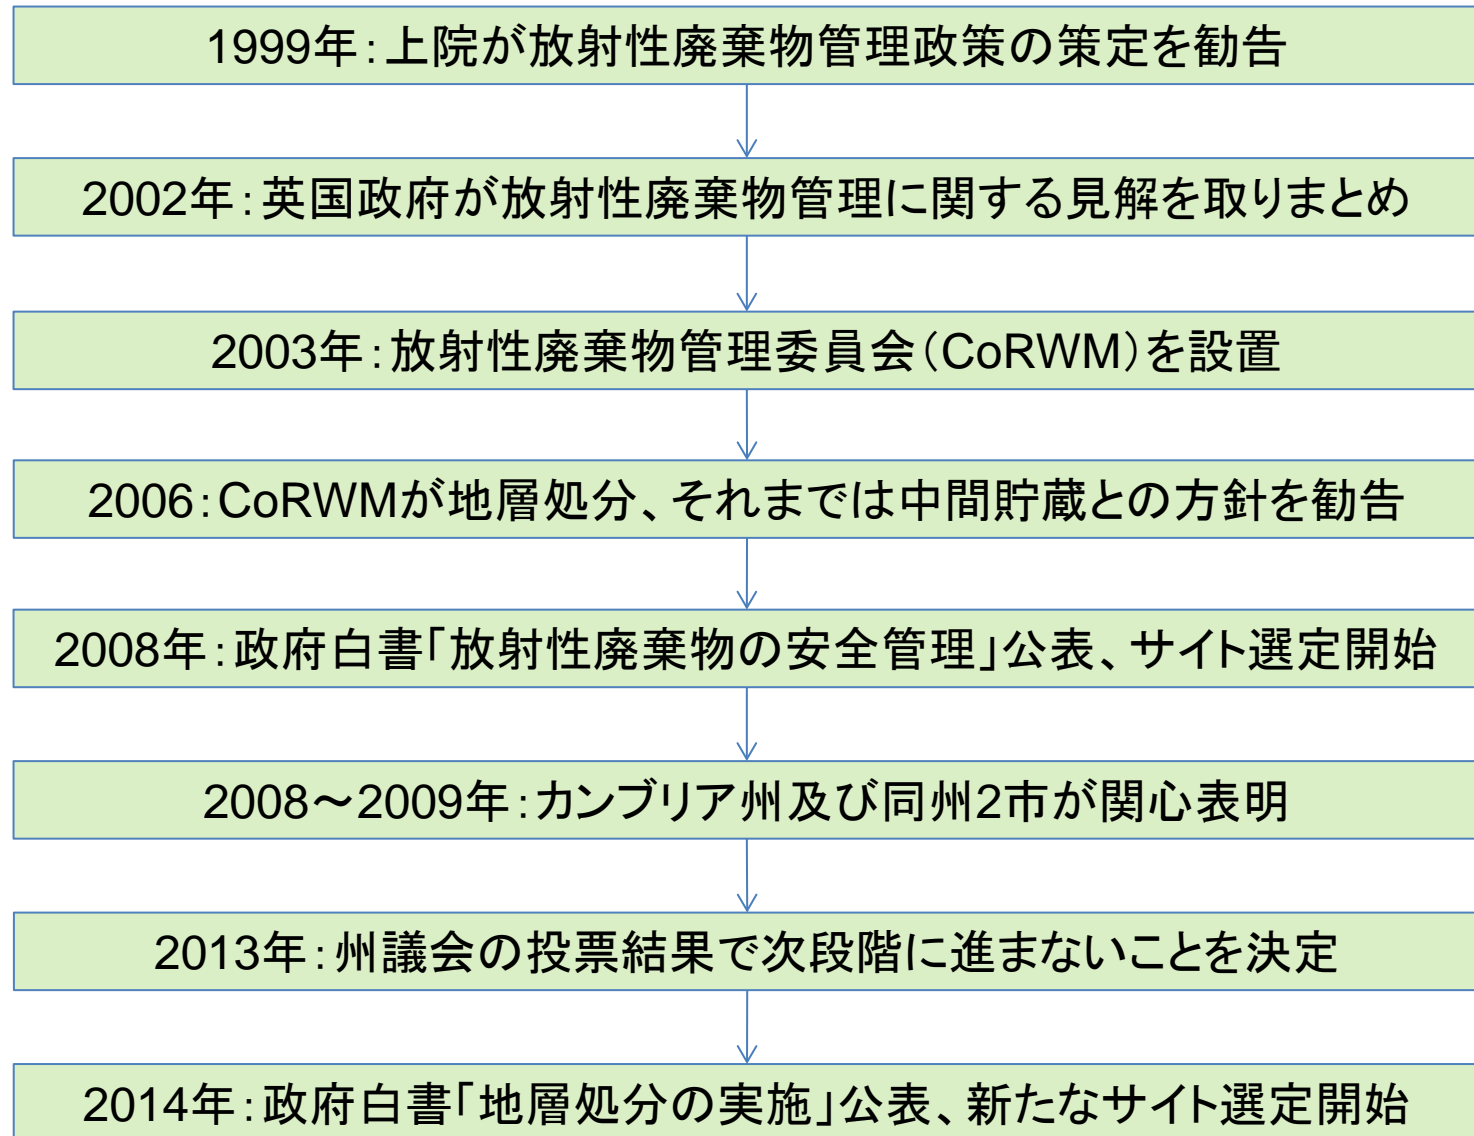 1999年：上院が放射性廃棄物管理政策の策定を勧告
2002年：英国政府が放射性廃棄物管理に関する見解を取りまとめ
2003年：放射性廃棄物管理委員会（CoRWM）を設置
2006：CoRWMが地層処分、それまでは中間貯蔵との方針を勧告
2008年：政府白書「放射性廃棄物の安全管理」公表、サイト選定開始
2008～2009年：カンブリア州及び同州2市が関心表明
2013年：州議会の投票結果で次段階に進まないことを決定
2014年：政府白書「地層処分の実施」公表、新たなサイト選定開始